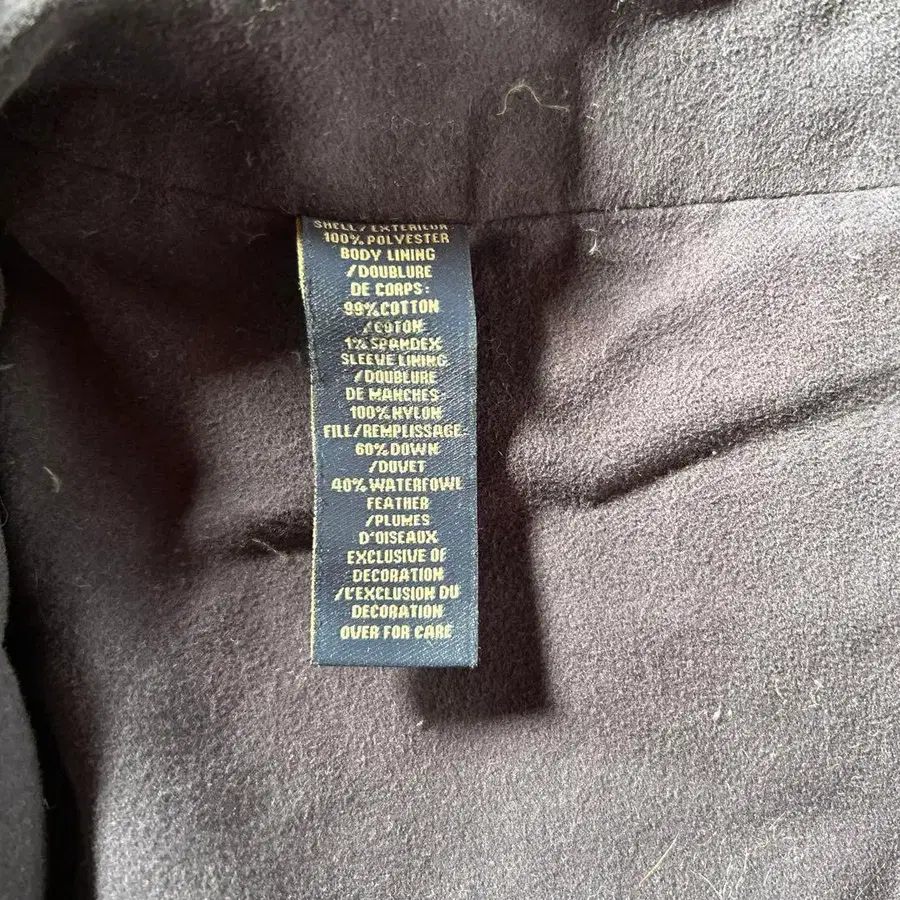 SHELL/EXTERIEUR
100% POLYESTER
BODY LINING
/DOUBLURE
DE CORPS:
99% COTTON
/COTON
1% SPANDEX
SLEEVE LINING
/DOUBLURE
DE MANCHES:
100% NYLON
FILL/REMPLISSAGE:
60% DOWN
/DUVET
40% WATERFOWL
FEATHER
/PLUMES
D'OISEAUX
EXCLUSIVE OF
DECORATION
/L'EXCLUSION DU
DECORATION
OVER FOR CARE